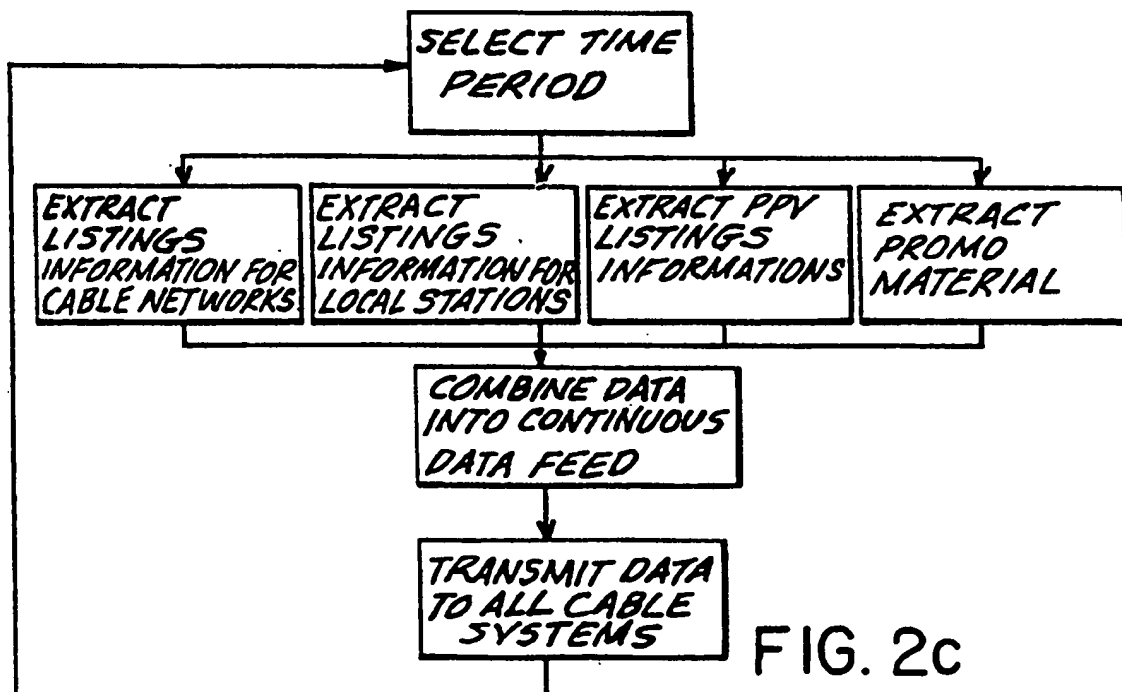 SELECT TIME
PERIOD
EXTRACT
LISTINGS
INFORMATION FOR
CABLE NETWORKS
EXTRACT
LISTINGS
INFORMATION FOR
LOCAL STATIONS
EXTRACT PPV
LISTINGS
INFORMATIONS
EXTRACT
PROMO
MATERIAL
COMBINE DATA
INTO CONTINUOUS
DATA FEED
TRANSMIT DATA
TO ALL CABLE
SYSTEMS
FIG. 2c